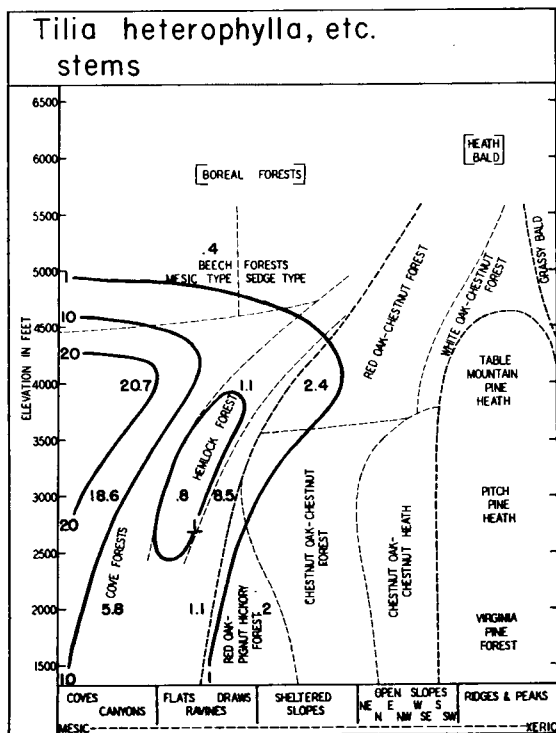 Tilia heterophylla, etc.
stems
6500
6000
5500
5000
4500
4000
3500
3000
2500
2000
1500
ELEVATION IN FEET
[HEATH
BALD]
[BOREAL FORESTS]
.4
BEECH FORESTS
MESIC TYPE SEDGE TYPE
GRASSY BALD
WHITE OAK-CHESTNUT
FOREST
RED OAK-CHESTNUT FOREST
1
10
20
20.7
1.1
2.4
TABLE
MOUNTAIN
PINE
HEATH
HEMLOCK FOREST
18.6
.8
8.5
20
1
PITCH
PINE
HEATH
COVE FORESTS
5.8
1.1
.2
RED OAK-
PIGNUT HICKORY
FOREST
CHESTNUT OAK-CHESTNUT
FOREST
CHESTNUT OAK-
CHESTNUT HEATH
VIRGINIA
PINE
FOREST
10
COVES
CANYONS
FLATS DRAWS
RAVINES
SHELTERED
SLOPES
OPEN SLOPES
NE E W S
N NW SE SW
RIDGES & PEAKS
MESIC
XERIC